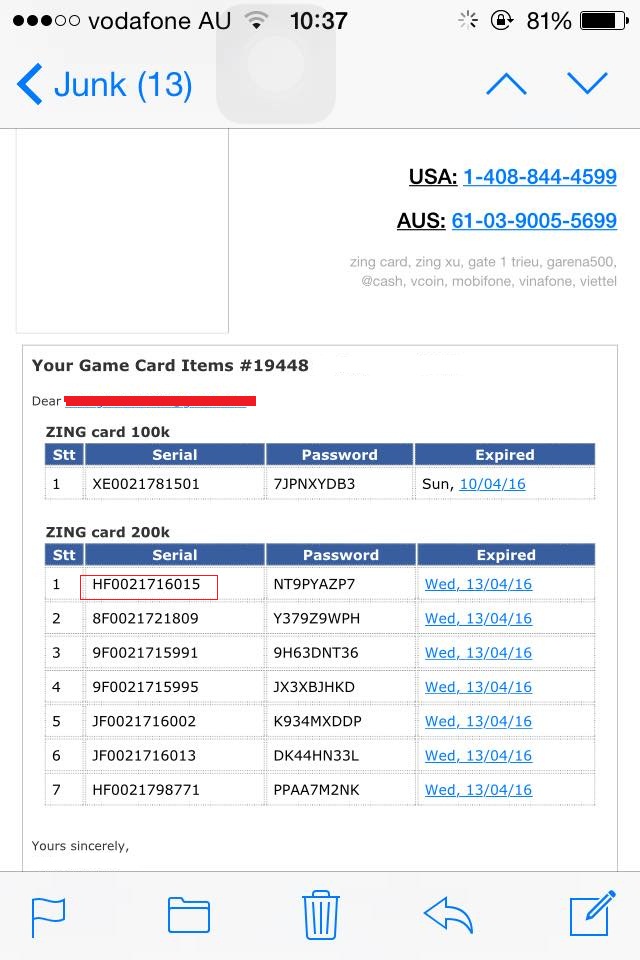 vodafone AU 10:37 81%
Junk (13)
USA: 1-408-844-4599
AUS: 61-03-9005-5699
zing card, zing xu, gate 1 trieu, garena500,
@cash, vcoin, mobifone, vinafone, viettel
Your Game Card Items #19448
Dear
ZING card 100k
Stt Serial Password Expired
1 XE0021781501 7JPNXYDB3 Sun, 10/04/16
ZING card 200k
Stt Serial Password Expired
1 HF0021716015 NT9PYAZP7 Wed, 13/04/16
2 8F0021721809 Y379Z9WPH Wed, 13/04/16
3 9F0021715991 9H63DNT36 Wed, 13/04/16
4 9F0021715995 JX3XBJHKD Wed, 13/04/16
5 JF0021716002 K934MXDDP Wed, 13/04/16
6 JF0021716013 DK44HN33L Wed, 13/04/16
7 HF0021798771 PPAA7M2NK Wed, 13/04/16
Yours sincerely,